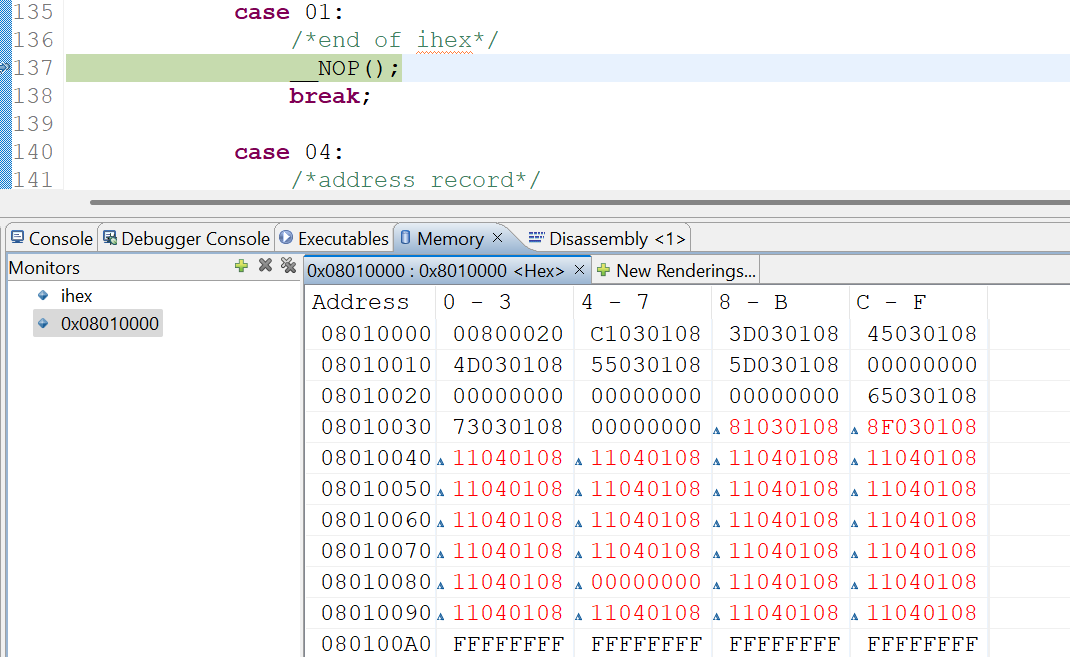 135 case 01:
136 /*end of ihex*/
137 __NOP();
138 break;
139
140 case 04:
141 /*address record*/
Console Debugger Console Executables Memory Disassembly <1>
Monitors
ihex
0x08010000
0x08010000 : 0x8010000 <Hex> New Renderings...
Address 0 - 3 4 - 7 8 - B C - F
08010000 00800020 C1030108 3D030108 45030108
08010010 4D030108 55030108 5D030108 00000000
08010020 00000000 00000000 00000000 65030108
08010030 73030108 00000000 81030108 8F030108
08010040 11040108 11040108 11040108 11040108
08010050 11040108 11040108 11040108 11040108
08010060 11040108 11040108 11040108 11040108
08010070 11040108 11040108 11040108 11040108
08010080 11040108 00000000 11040108 11040108
08010090 11040108 11040108 11040108 11040108
080100A0 FFFFFFFF FFFFFFFF FFFFFFFF FFFFFFFF